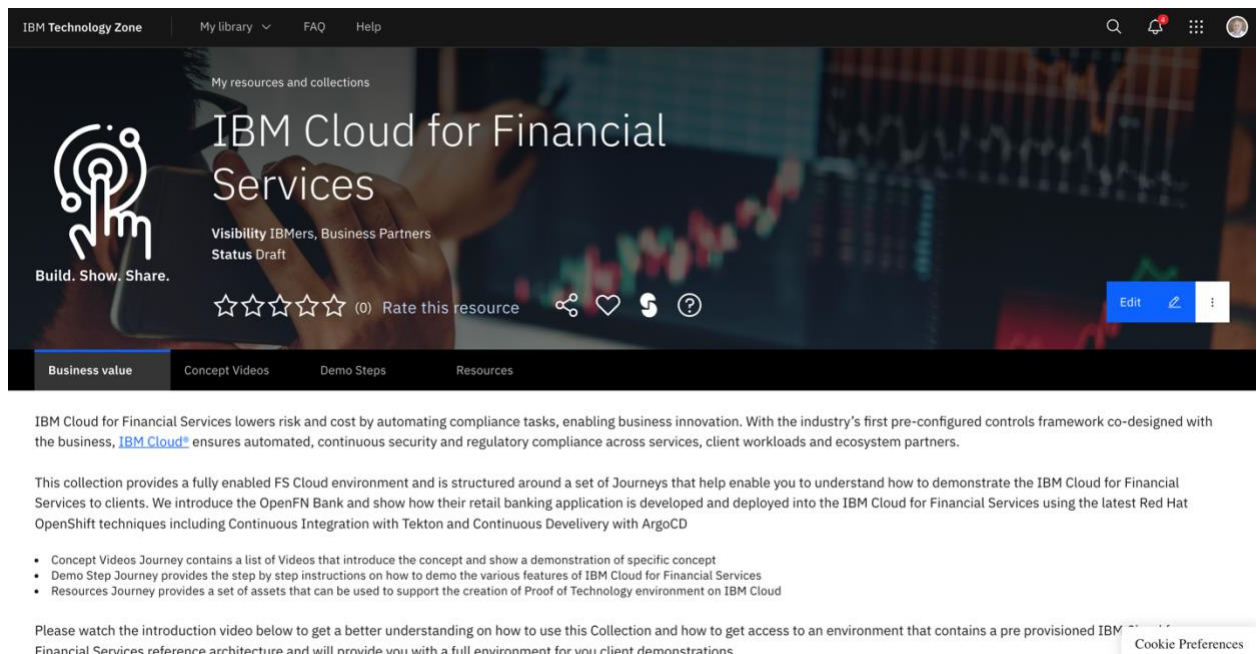 IBM Technology Zone
My library
FAQ
Help
4
My resources and collections
IBM Cloud for Financial
Services
Visibility IBMers, Business Partners
Status Draft
Build. Show. Share.
(0) Rate this resource
Edit
Business value
Concept Videos
Demo Steps
Resources
IBM Cloud for Financial Services lowers risk and cost by automating compliance tasks, enabling business innovation. With the industry's first pre-configured controls framework co-designed with
the business, IBM Cloud® ensures automated, continuous security and regulatory compliance across services, client workloads and ecosystem partners.
This collection provides a fully enabled FS Cloud environment and is structured around a set of Journeys that help enable you to understand how to demonstrate the IBM Cloud for Financial
Services to clients. We introduce the OpenFN Bank and show how their retail banking application is developed and deployed into the IBM Cloud for Financial Services using the latest Red Hat
OpenShift techniques including Continuous Integration with Tekton and Continuous Develivery with ArgoCD
• Concept Videos Journey contains a list of Videos that introduce the concept and show a demonstration of specific concept
• Demo Step Journey provides the step by step instructions on how to demo the various features of IBM Cloud for Financial Services
• Resources Journey provides a set of assets that can be used to support the creation of Proof of Technology environment on IBM Cloud
Please watch the introduction video below to get a better understanding on how to use this Collection and how to get access to an environment that contains a pre provisioned IBM
Financial Services reference architecture and will provide you with a full environment for you client demonstrations
Cookie Preferences